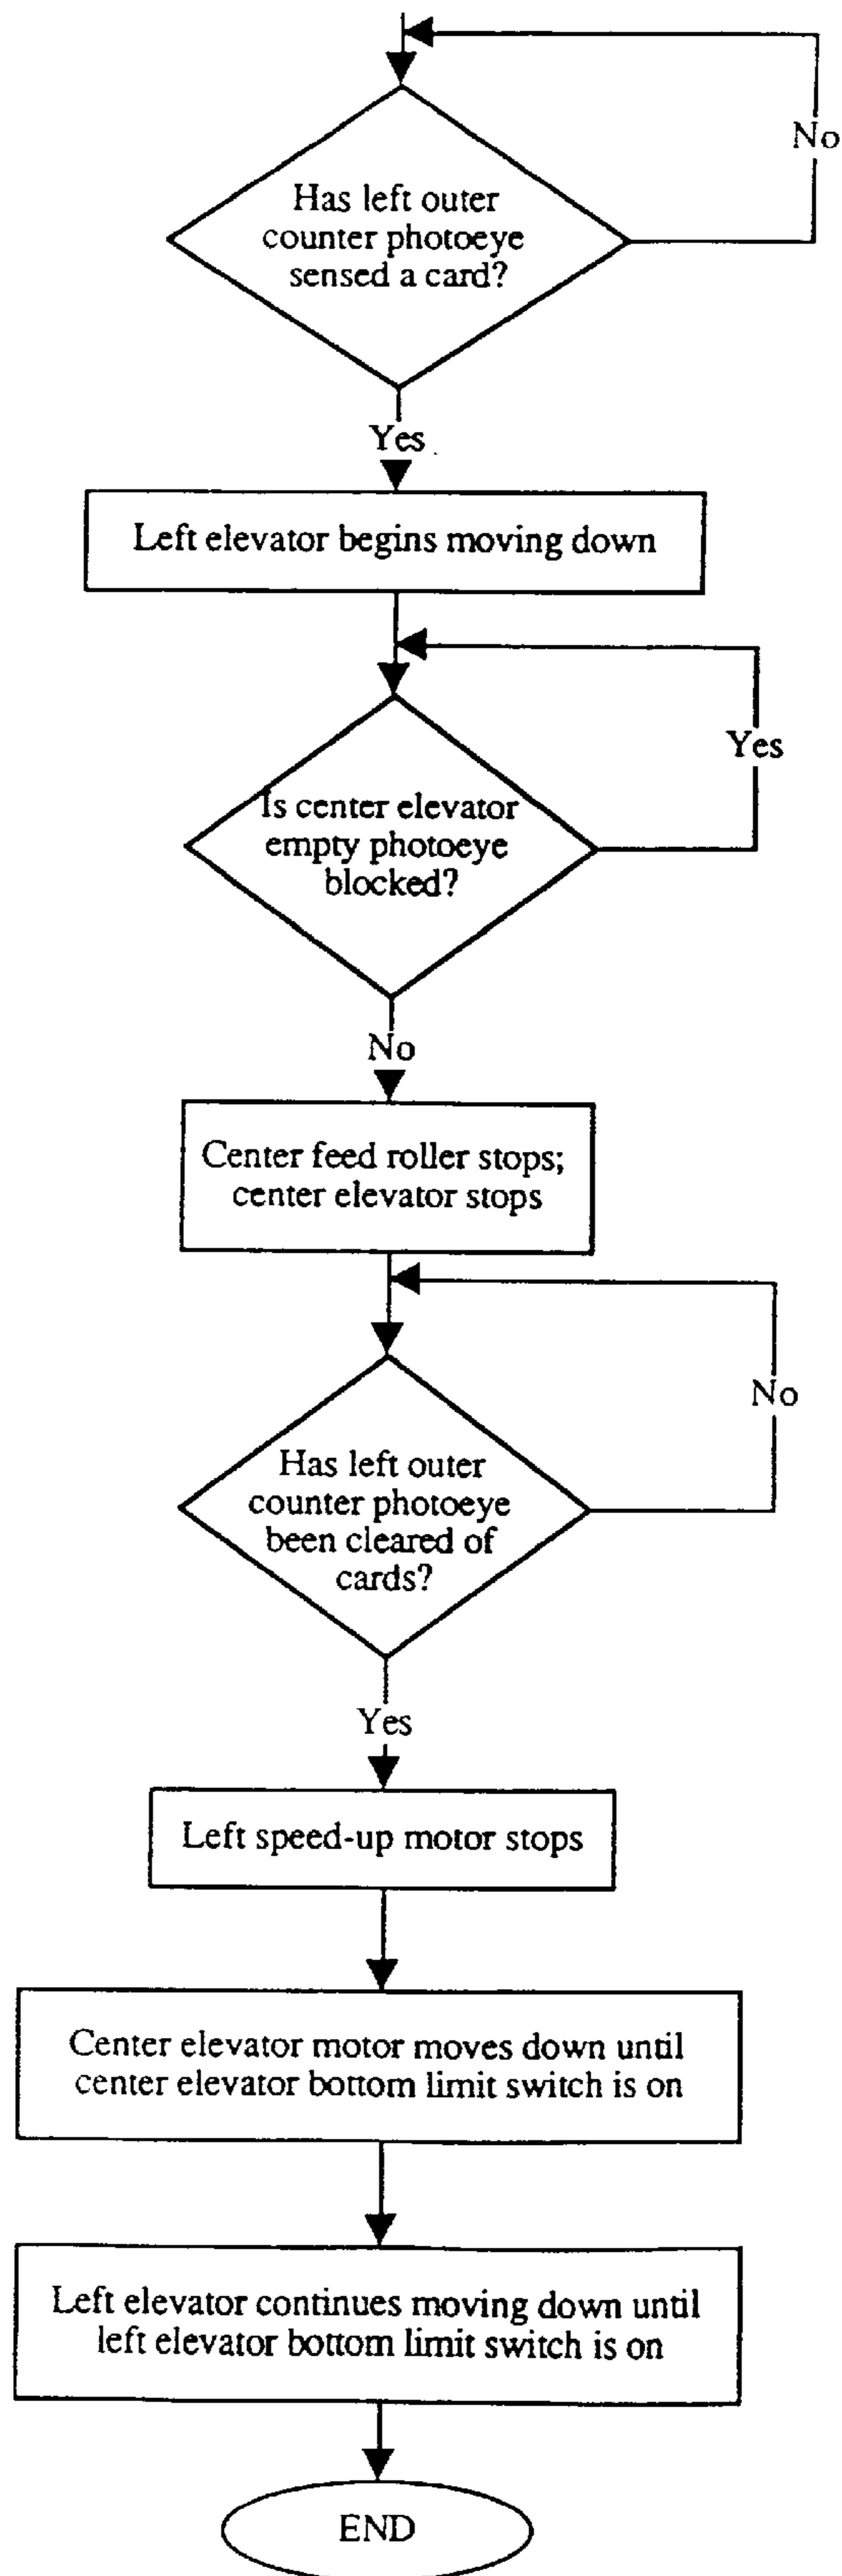 No
Has left outer
counter photoeye
sensed a card?
Yes
Left elevator begins moving down
Yes
Is center elevator
empty photoeye
blocked?
No
Center feed roller stops;
center elevator stops
No
Has left outer
counter photoeye
been cleared of
cards?
Yes
Left speed-up motor stops
Center elevator motor moves down until
center elevator bottom limit switch is on
Left elevator continues moving down until
left elevator bottom limit switch is on
END